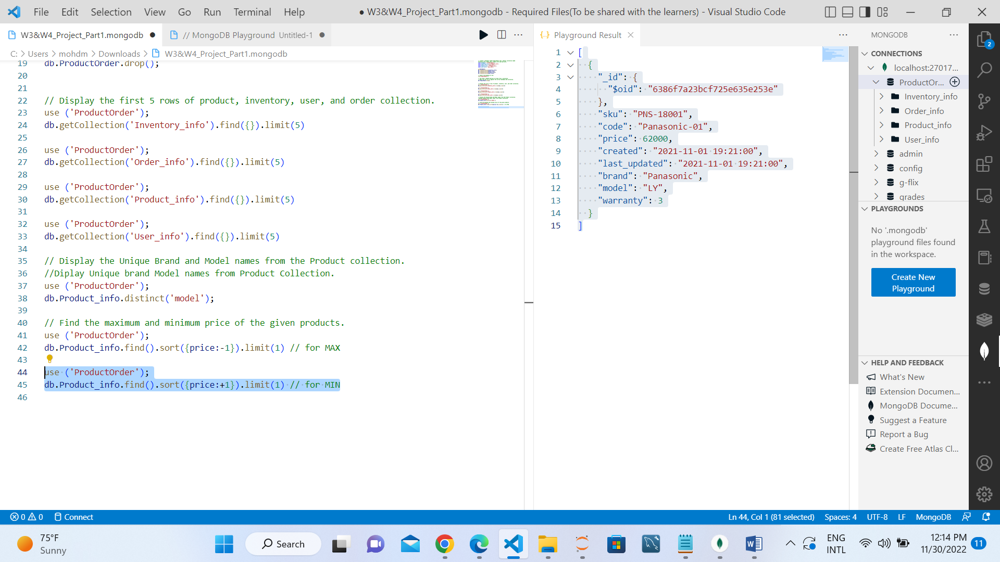 File Edit Selection View Go Run Terminal Help
● W3&W4_Project_Part1.mongodb - Required Files(To be shared with the learners) - Visual Studio Code
W3&W4_Project_Part1.mongodb ●
// MongoDB Playground Untitled-1 ●
C: > Users > mohdm > Downloads > W3&W4_Project_Part1.mongodb
19 db.ProductOrder.drop();
20
21
22 // Display the first 5 rows of product, inventory, user, and order collection.
23 use ('ProductOrder');
24 db.getCollection('Inventory_info').find({}).limit(5)
25
26 use ('ProductOrder');
27 db.getCollection('Order_info').find({}).limit(5)
28
29 use ('ProductOrder');
30 db.getCollection('Product_info').find({}).limit(5)
31
32 use ('ProductOrder');
33 db.getCollection('User_info').find({}).limit(5)
34
35 // Display the Unique Brand and Model names from the Product collection.
36 //Diplay Unique brand Model names from Product Collection.
37 use ('ProductOrder');
38 db.Product_info.distinct('model');
39
40 // Find the maximum and minimum price of the given products.
41 use ('ProductOrder');
42 db.Product_info.find().sort({price:-1}).limit(1) // for MAX
43
44 use ('ProductOrder');
45 db.Product_info.find().sort({price:+1}).limit(1) // for MIN
46
Playground Result
1 [
2 {
3 "_id": {
4 "$oid": "6386f7a23bcf725e635e253e"
5 },
6 "sku": "PNS-18001",
7 "code": "Panasonic-01",
8 "price": 62000,
9 "created": "2021-11-01 19:21:00",
10 "last_updated": "2021-11-01 19:21:00",
11 "brand": "Panasonic",
12 "model": "LY",
13 "warranty": 3
14 }
15 ]
MONGODB
CONNECTIONS
localhost:27017...
ProductOr...
Inventory_info
Order_info
Product_info
User_info
admin
config
g-flix
grades
PLAYGROUNDS
No '.mongodb'
playground files found
in the workspace.
Create New
Playground
HELP AND FEEDBACK
What's New
Extension Documen...
MongoDB Docume...
Suggest a Feature
Report a Bug
Create Free Atlas Cl...
2
0 0 Connect
Ln 44, Col 1 (81 selected) Spaces: 4 UTF-8 LF MongoDB
75°F
Sunny
Search
ENG
INTL
12:14 PM
11/30/2022
11